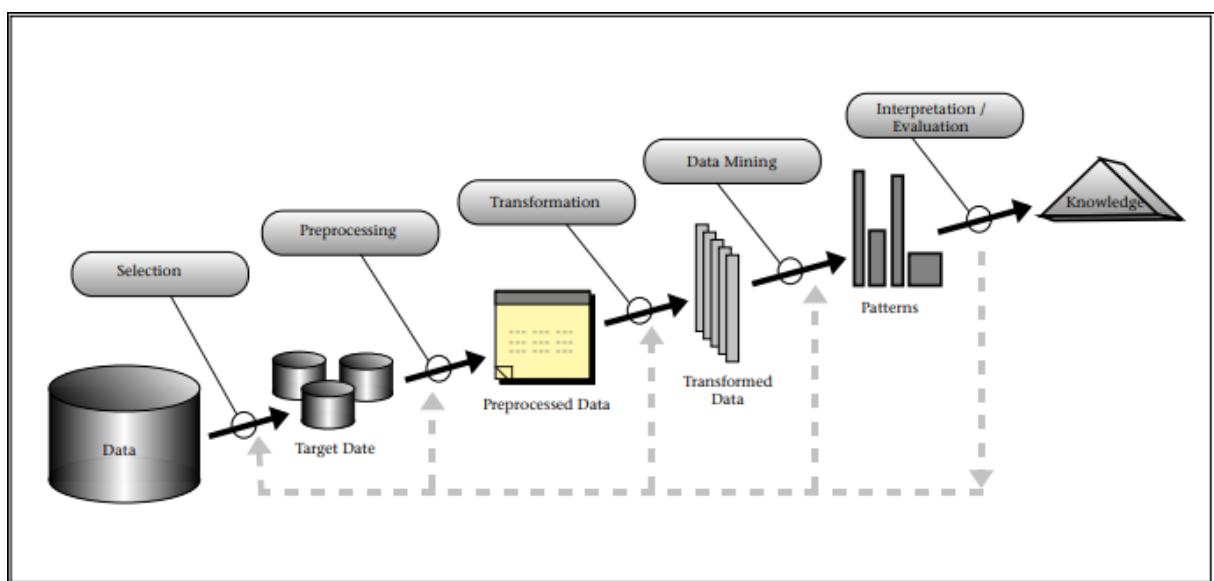 Interpretation /
Evaluation
Data Mining
Transformation
Preprocessing
Selection
Knowledge
Patterns
Transformed
Data
Preprocessed Data
Target Date
Data